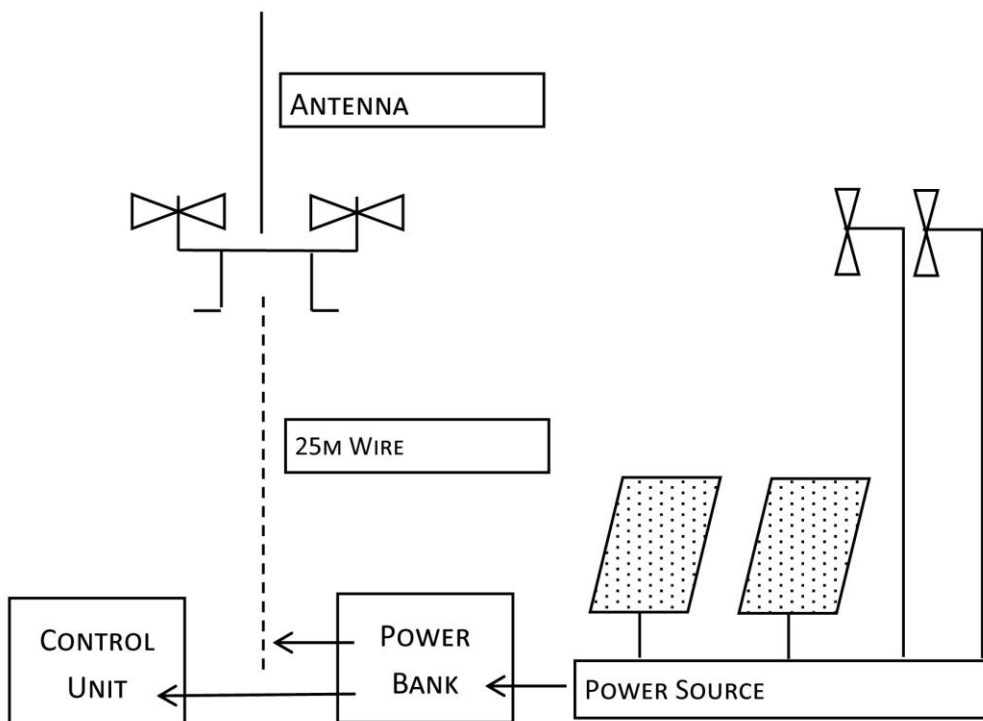 ANTENNA
25M WIRE
CONTROL
UNIT
POWER
BANK
POWER SOURCE